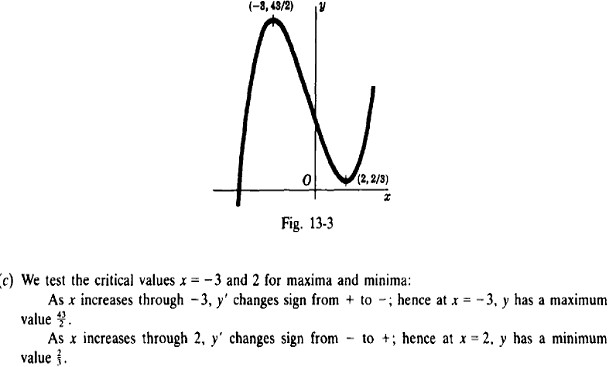 (-3, 43/2)
y
O
(2, 2/3)
x
Fig. 13-3
(c) We test the critical values x = −3 and 2 for maxima and minima:
As x increases through −3, y′ changes sign from + to −; hence at x = −3, y has a maximum
value 43/2.
As x increases through 2, y′ changes sign from − to +; hence at x = 2, y has a minimum
value 2/3.